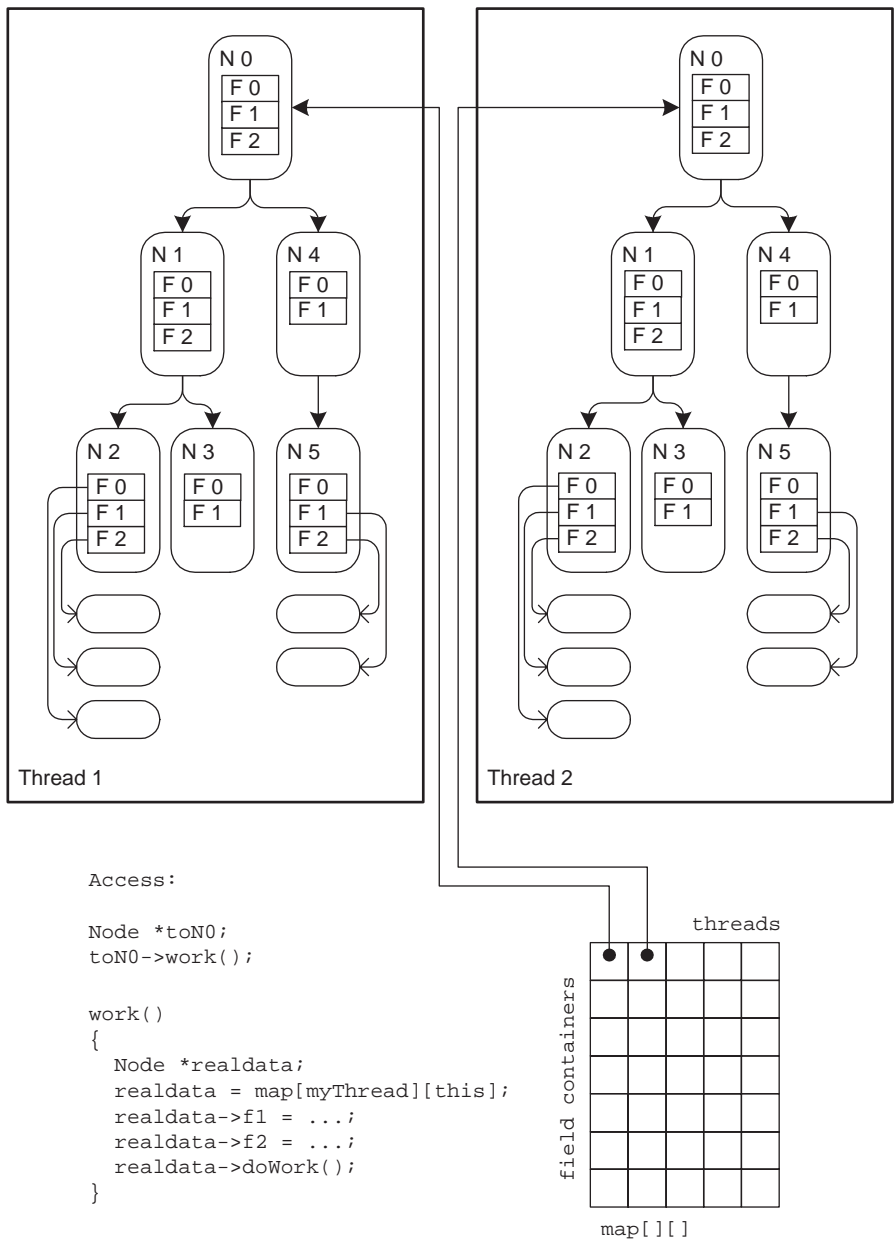 N 0
F 0
F 1
F 2
N 1
F 0
F 1
F 2
N 4
F 0
F 1
N 2
F 0
F 1
F 2
N 3
F 0
F 1
N 5
F 0
F 1
F 2
Thread 1
N 0
F 0
F 1
F 2
N 1
F 0
F 1
F 2
N 4
F 0
F 1
N 2
F 0
F 1
F 2
N 3
F 0
F 1
N 5
F 0
F 1
F 2
Thread 2
Access:
Node *toN0;
toN0->work();
work()
{
Node *realdata;
realdata = map[myThread][this];
realdata->f1 = ...;
realdata->f2 = ...;
realdata->doWork();
}
threads
field containers
map[][]